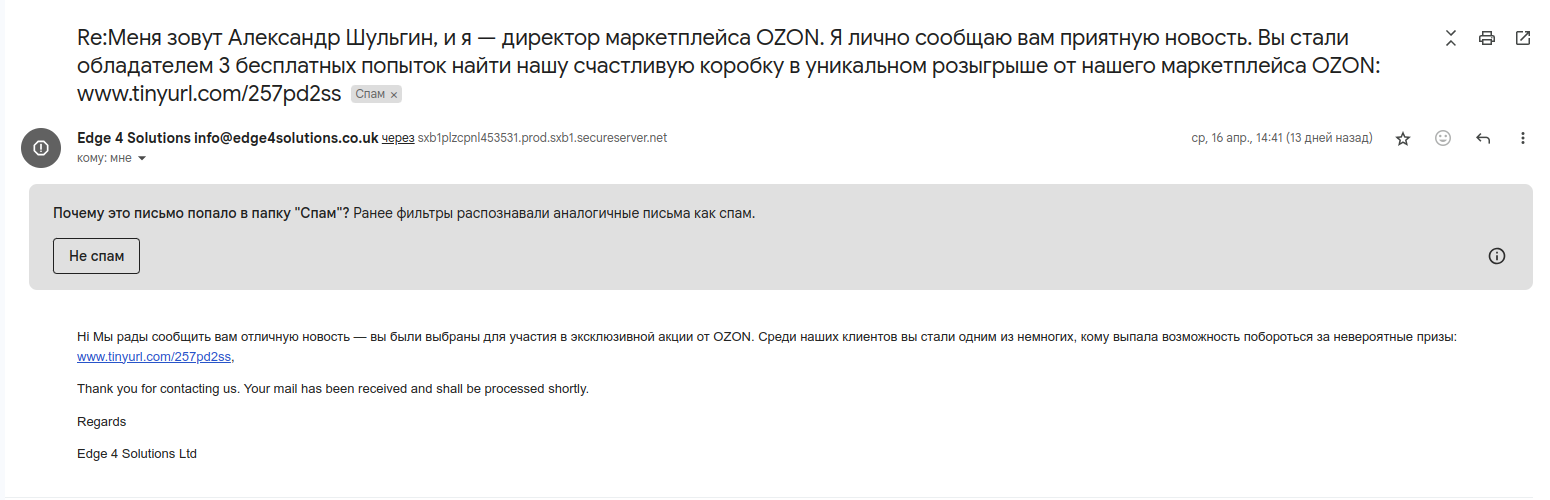 Re:Меня зовут Александр Шульгин, и я — директор маркетплейса OZON. Я лично сообщаю вам приятную новость. Вы стали
обладателем 3 бесплатных попыток найти нашу счастливую коробку в уникальном розыгрыше от нашего маркетплейса OZON:
www.tinyurl.com/257pd2ss Спам ×
Edge 4 Solutions info@edge4solutions.co.uk через sxb1plzcpnl453531.prod.sxb1.secureserver.net ср, 16 апр., 14:41 (13 дней назад)
кому: мне
Почему это письмо попало в папку "Спам"? Ранее фильтры распознавали аналогичные письма как спам.
Не спам
Hi Мы рады сообщить вам отличную новость — вы были выбраны для участия в эксклюзивной акции от OZON. Среди наших клиентов вы стали одним из немногих, кому выпала возможность побороться за невероятные призы:
www.tinyurl.com/257pd2ss,
Thank you for contacting us. Your mail has been received and shall be processed shortly.
Regards
Edge 4 Solutions Ltd